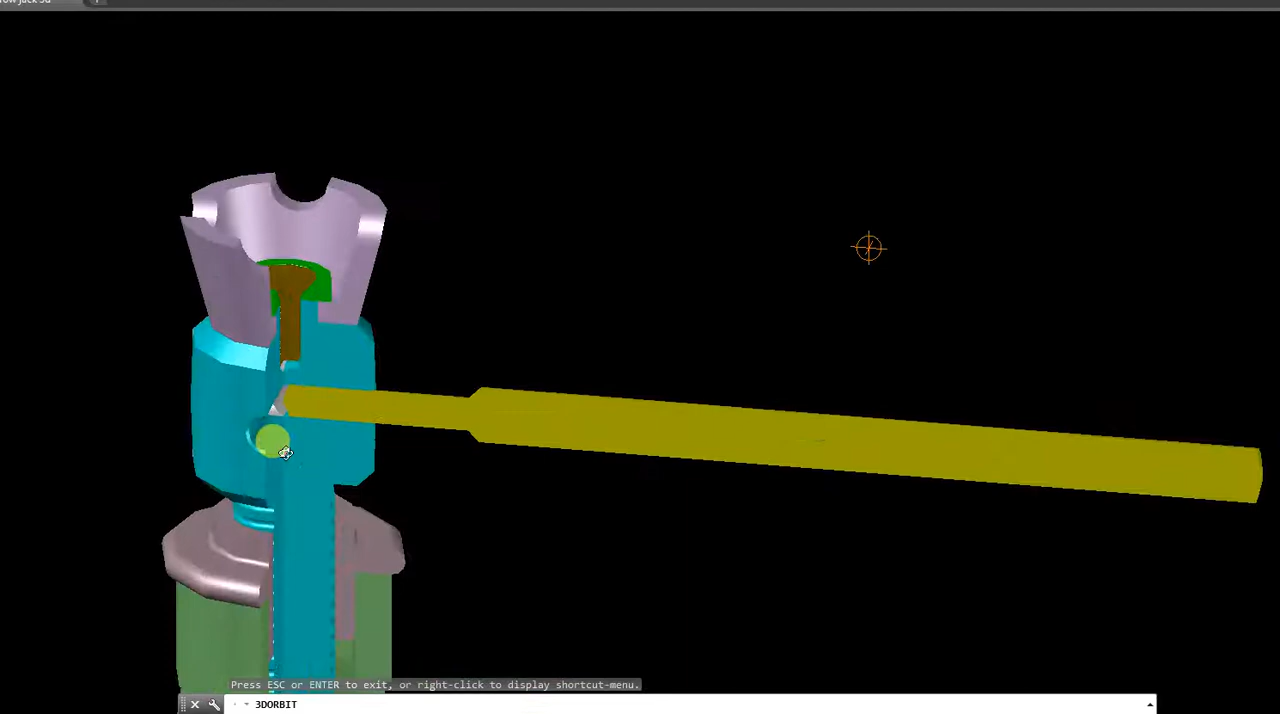 Press ESC or ENTER to exit, or right-click to display shortcut-menu.
3DORBIT